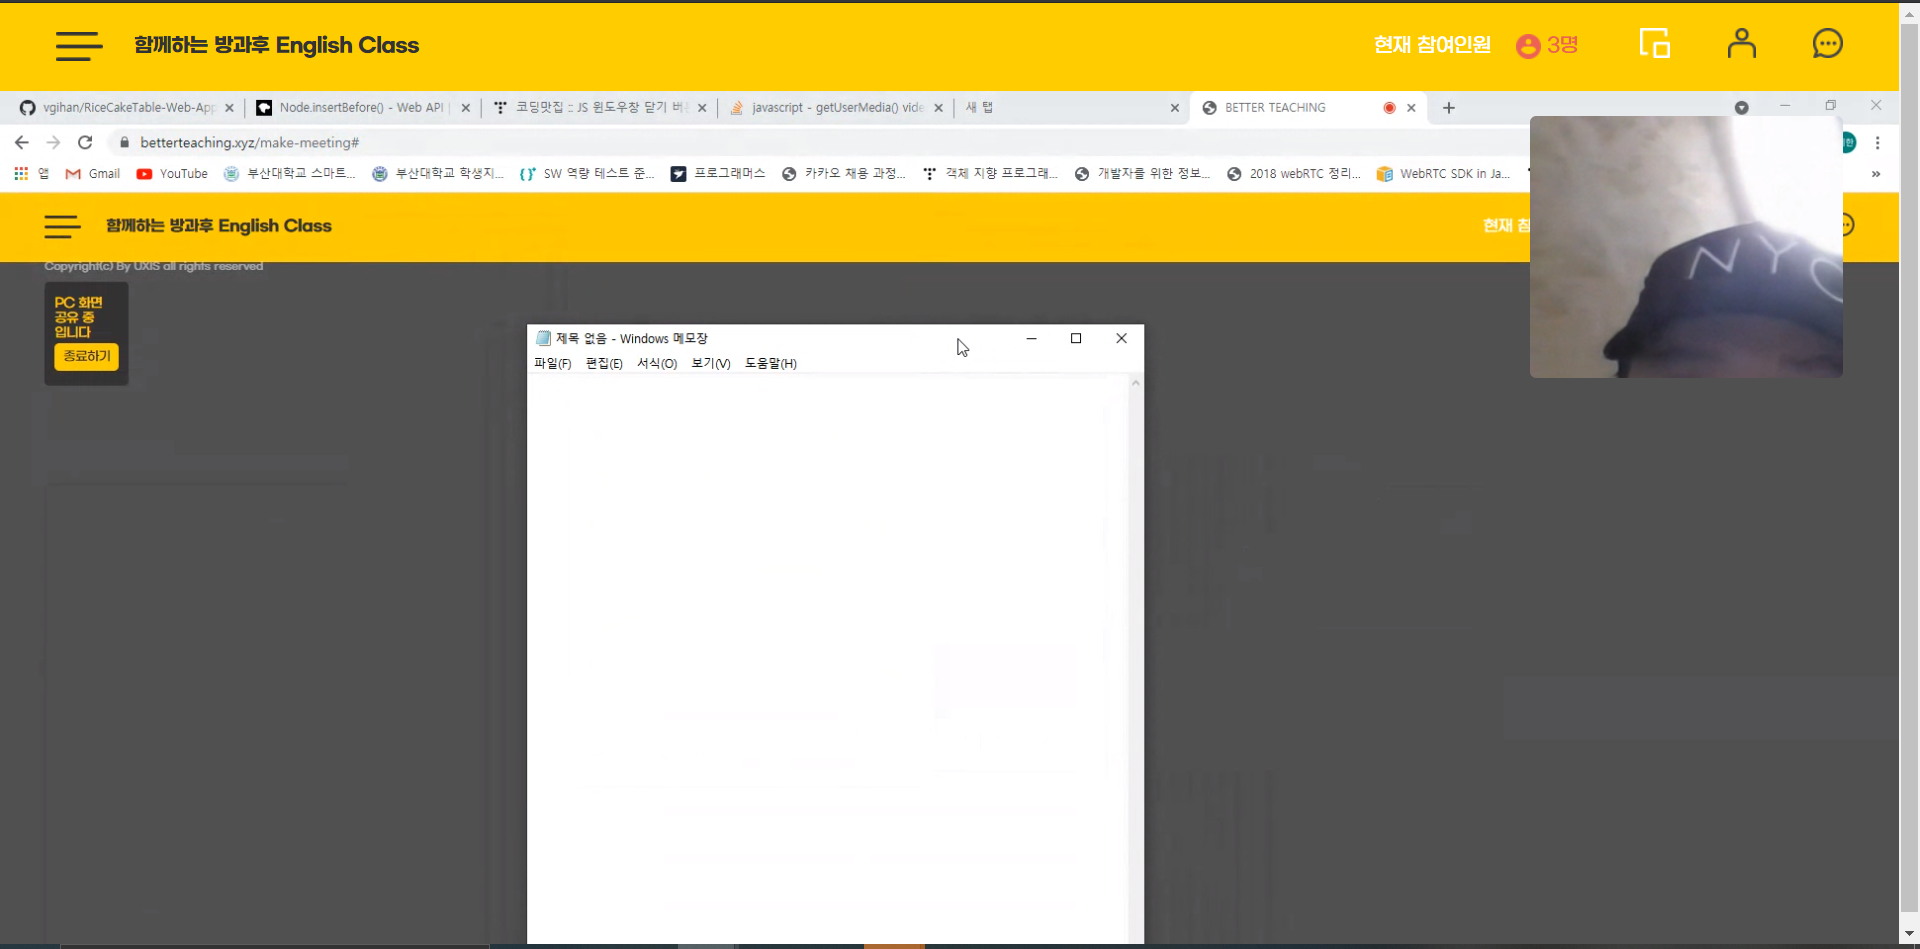 함께하는 방과후 English Class
현재 참여인원 3명
vgihan/RiceCakeTable-Web-App
Node.insertBefore() - Web API
코딩맛집 :: JS 윈도우창 닫기 버
javascript - getUserMedia() vide
새 탭
BETTER TEACHING
betterteaching.xyz/make-meeting#
앱
Gmail
YouTube
부산대학교 스마트...
부산대학교 학생지...
SW 역량 테스트 준...
프로그래머스
카카오 채용 과정...
객체 지향 프로그래...
개발자를 위한 정보...
2018 webRTC 정리...
WebRTC SDK in Ja...
함께하는 방과후 English Class
현재 참
NYC
Copyright(c) By UXIS all rights reserved
PC 화면
공유 중
입니다
종료하기
제목 없음 - Windows 메모장
파일(F) 편집(E) 서식(O) 보기(V) 도움말(H)